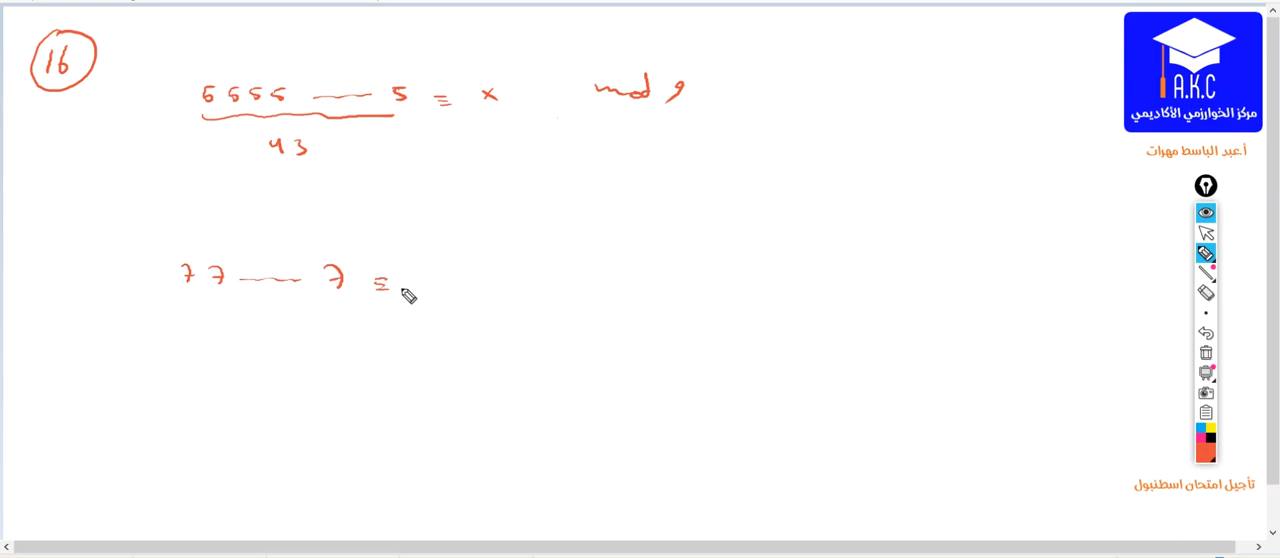 16
5555 — 5 ≡ x mod 9
43
77 — 7 ≡
A.K.C
مركز الخوارزمي الأكاديمي
أ.عبد الباسط مهرات
تأجيل امتحان اسطنبول